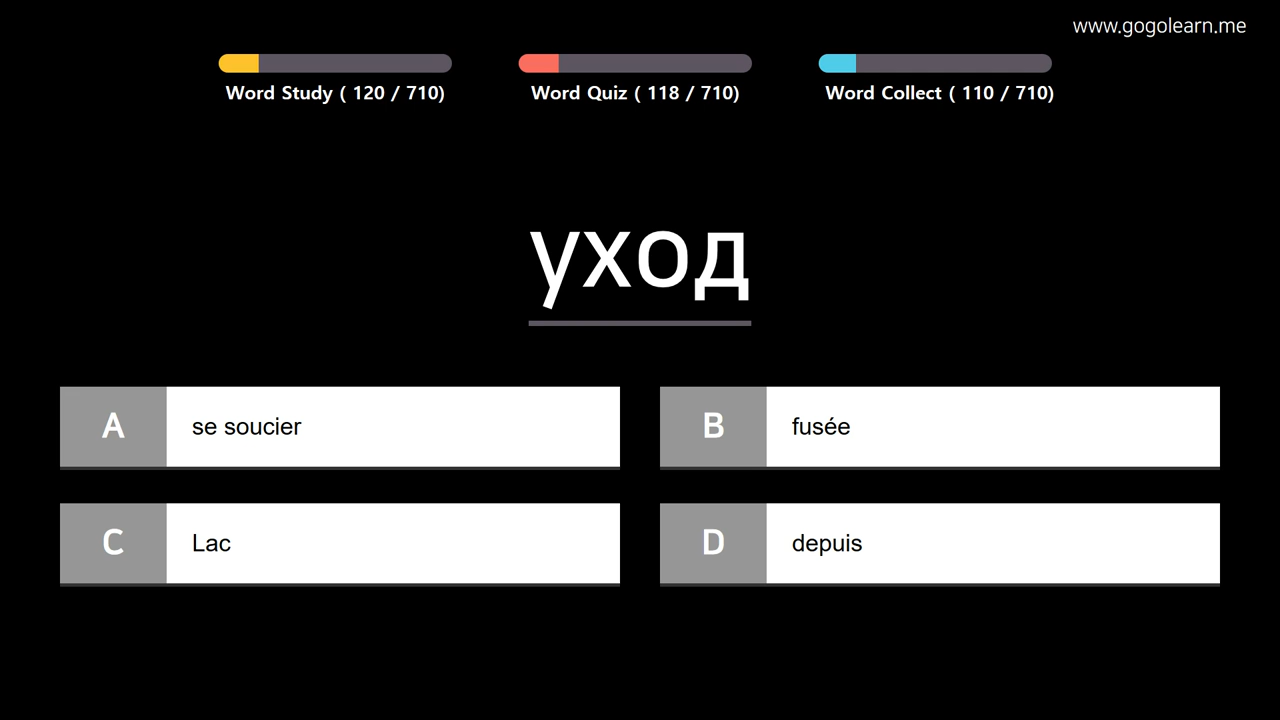 www.gogolearn.me
Word Study ( 120 / 710)
Word Quiz ( 118 / 710)
Word Collect ( 110 / 710)
уход
A
se soucier
B
fusée
C
Lac
D
depuis